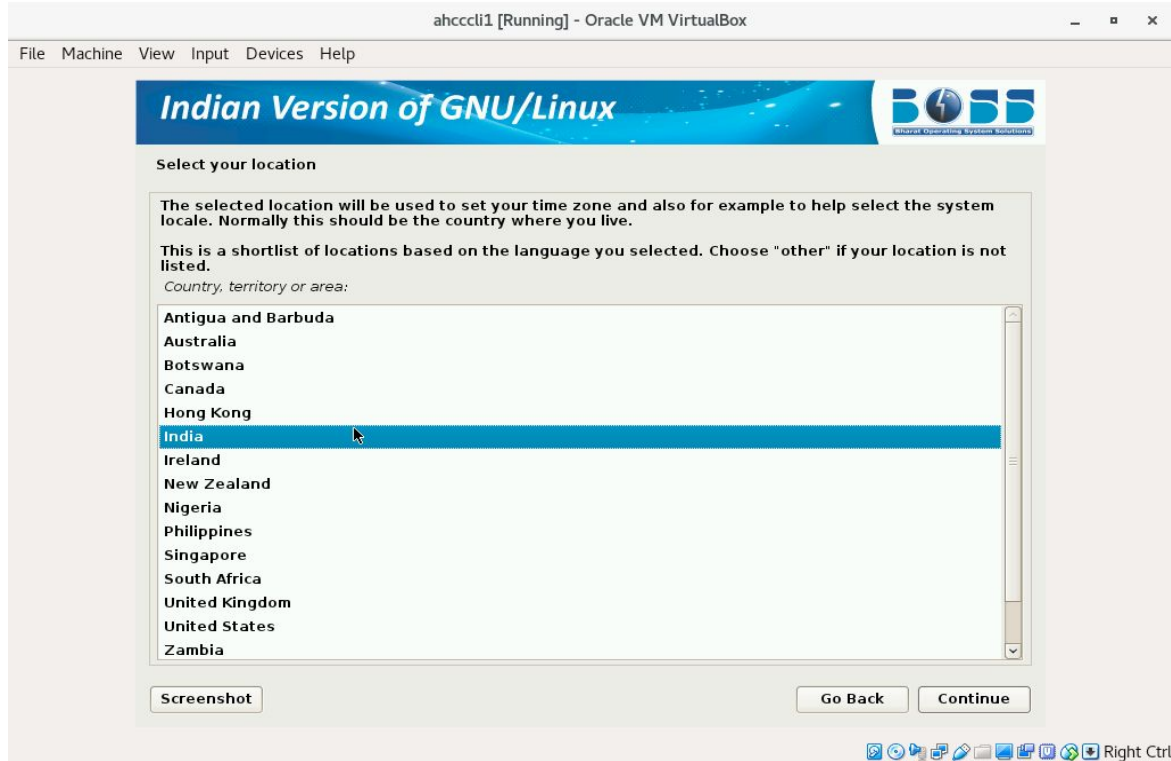 ahcccli1 [Running] - Oracle VM VirtualBox
File Machine View Input Devices Help
Indian Version of GNU/Linux
BOSS
Bharat Operating System Solutions
Select your location
The selected location will be used to set your time zone and also for example to help select the system
locale. Normally this should be the country where you live.
This is a shortlist of locations based on the language you selected. Choose "other" if your location is not
listed.
Country, territory or area:
Antigua and Barbuda
Australia
Botswana
Canada
Hong Kong
India
Ireland
New Zealand
Nigeria
Philippines
Singapore
South Africa
United Kingdom
United States
Zambia
Screenshot Go Back Continue
Right Ctrl